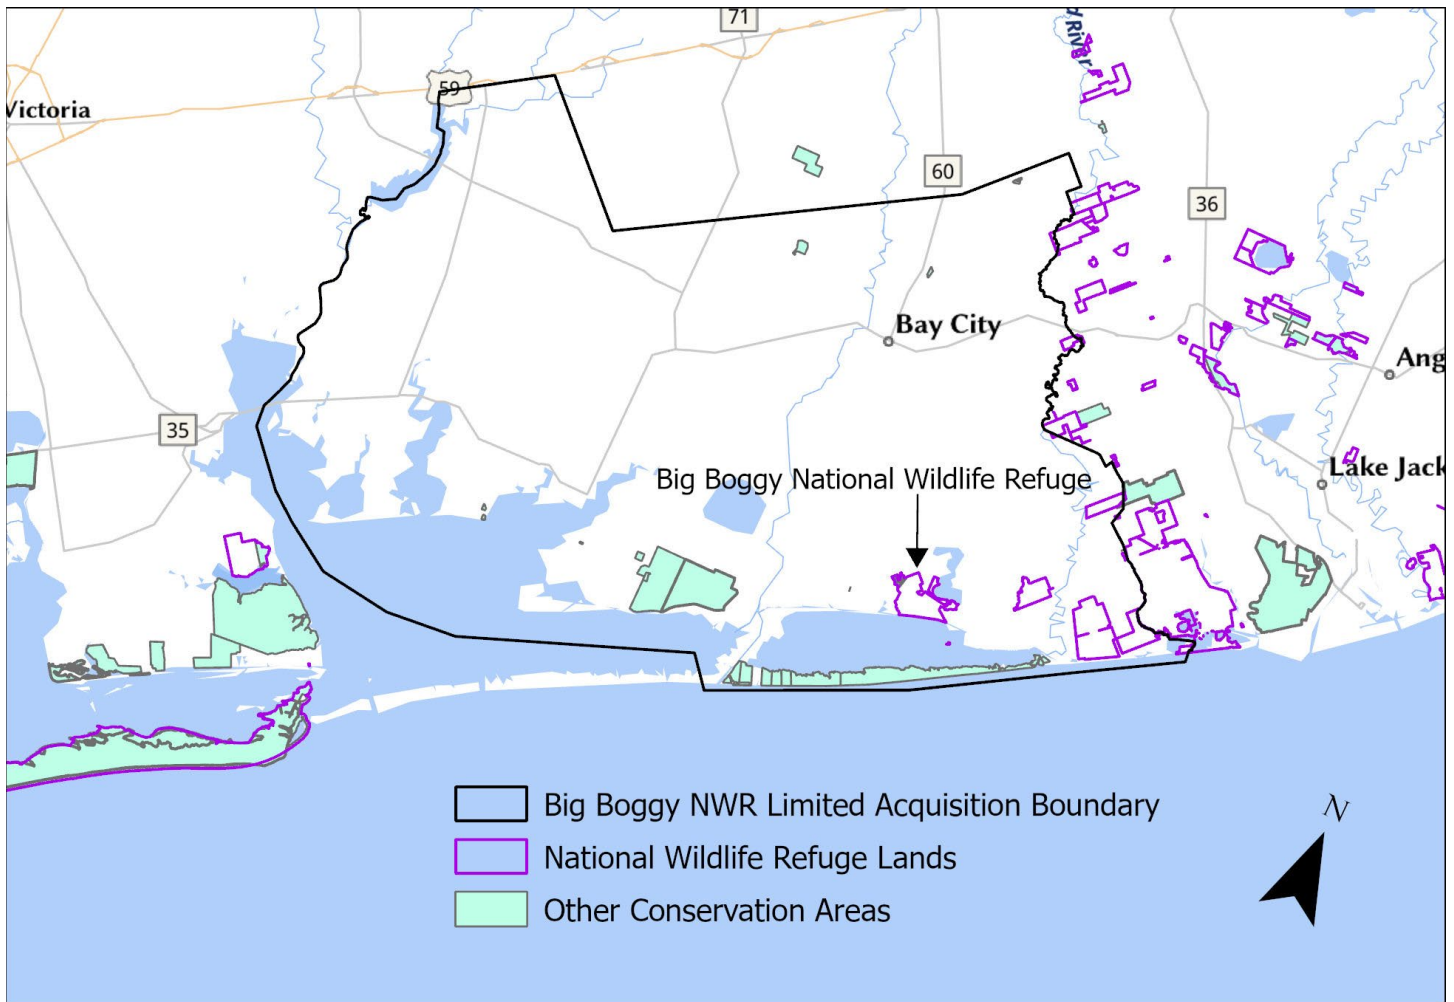 71
d River
59
Victoria
60
36
Bay City
Ang
35
Lake Jack
Big Boggy National Wildlife Refuge
Big Boggy NWR Limited Acquisition Boundary
N
National Wildlife Refuge Lands
Other Conservation Areas